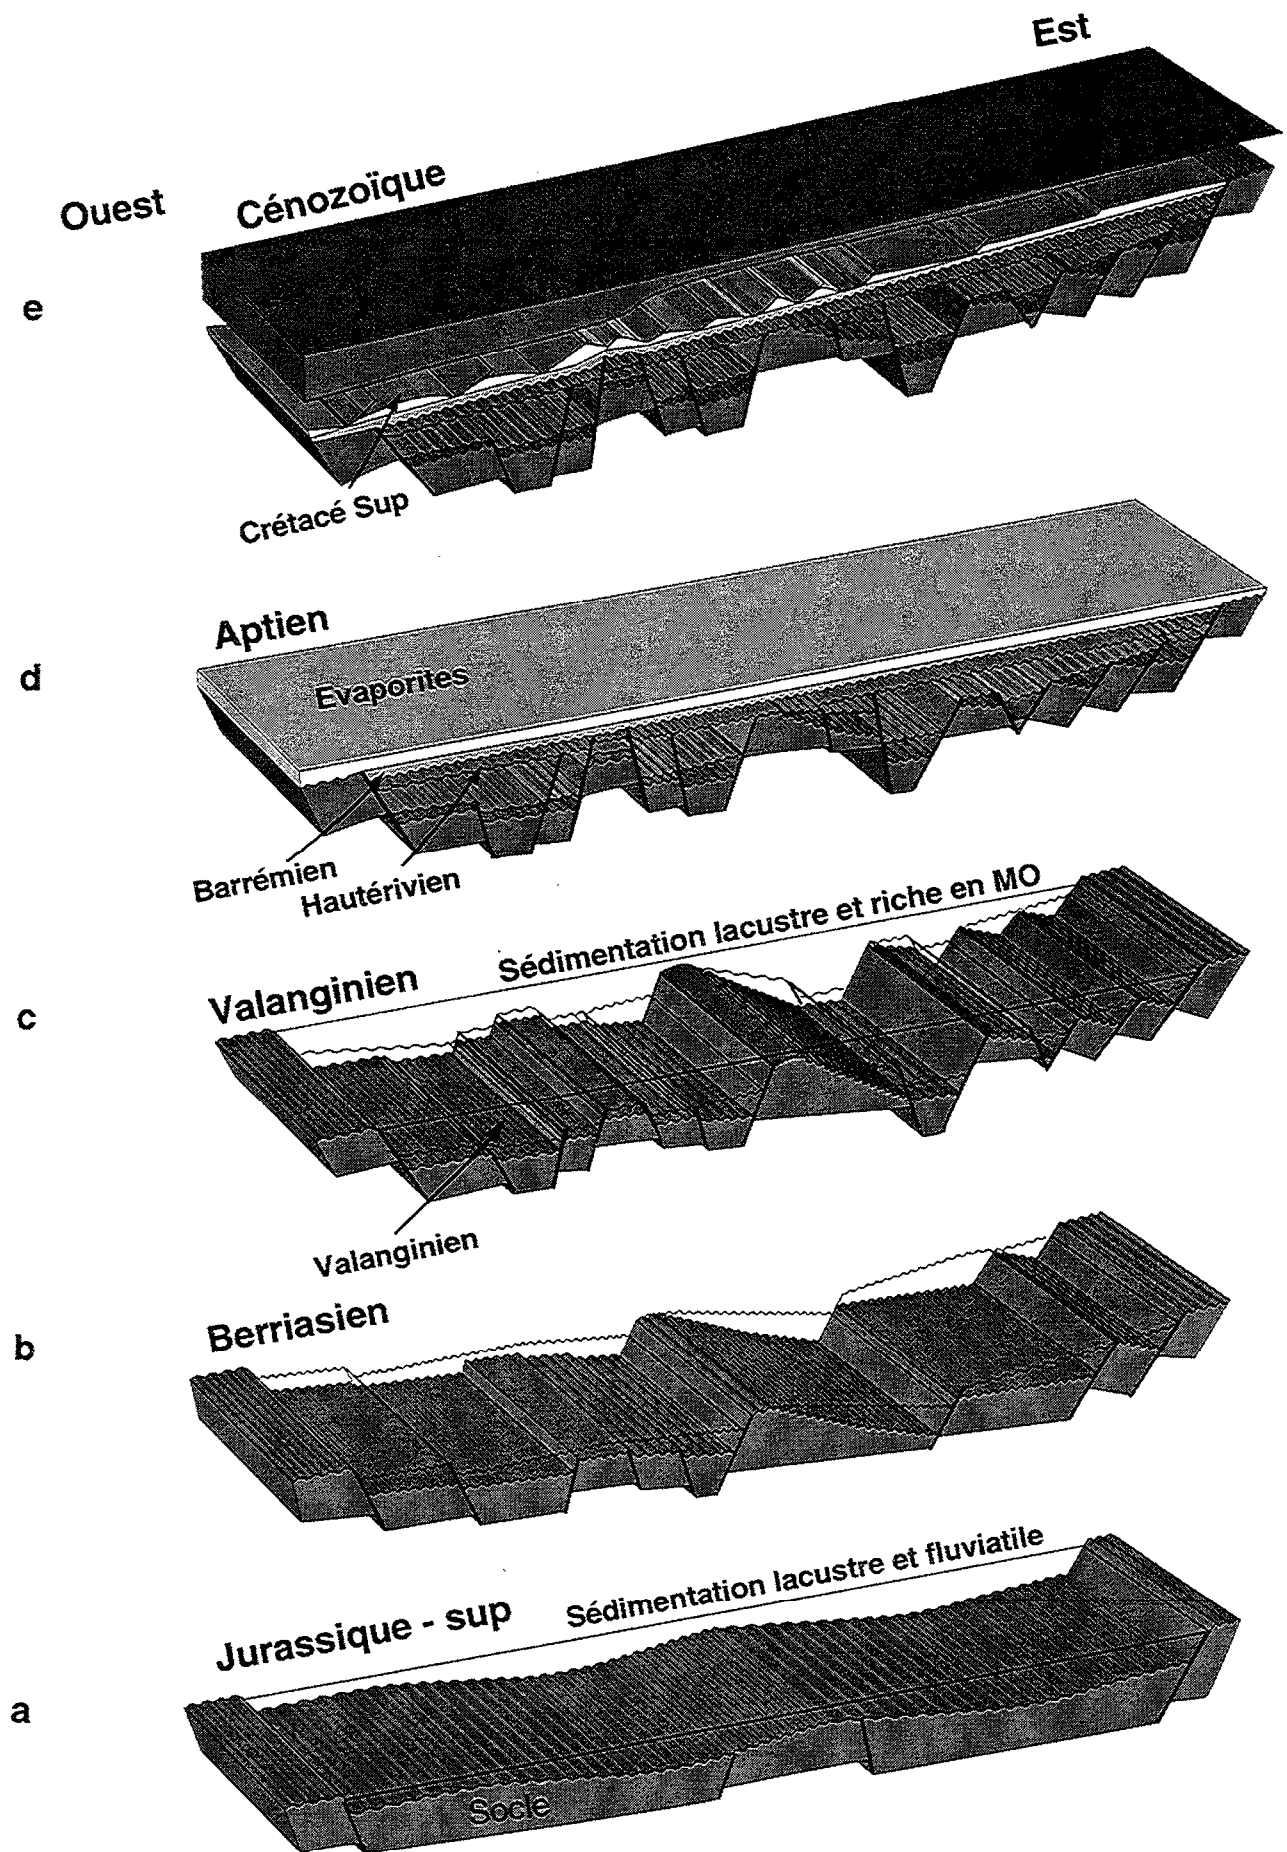 Est
Ouest
Cénozoïque
e
Crétacé Sup
Aptien
d
Evaporites
Barrémien
Hautérivien
Sédimentation lacustre et riche en MO
Valanginien
c
Valanginien
Berriasien
b
Sédimentation lacustre et fluviatile
Jurassique - sup
a
Socle